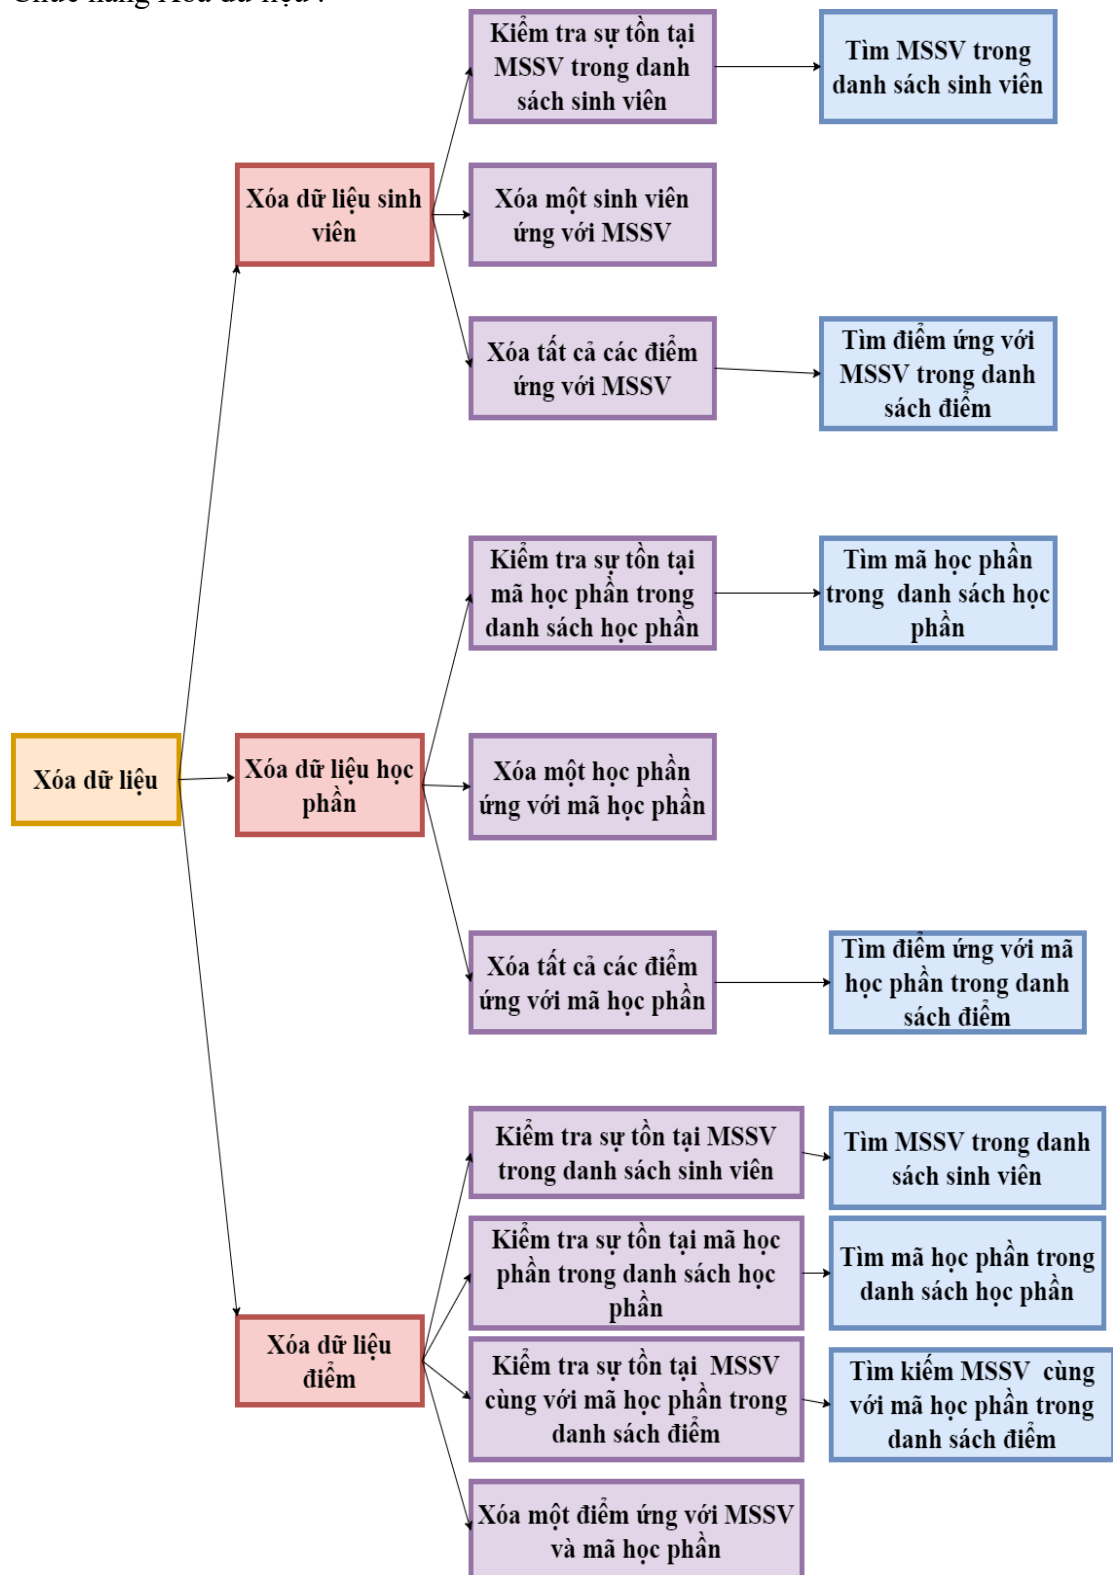 Chức năng Xóa dữ liệu :
Kiểm tra sự tồn tại
MSSV trong danh
sách sinh viên
Tìm MSSV trong
danh sách sinh viên
Xóa dữ liệu sinh
viên
Xóa một sinh viên
ứng với MSSV
Xóa tất cả các điểm
ứng với MSSV
Tìm điểm ứng với
MSSV trong danh
sách điểm
Kiểm tra sự tồn tại
mã học phần trong
danh sách học phần
Tìm mã học phần
trong danh sách học
phần
Xóa dữ liệu
Xóa dữ liệu học
phần
Xóa một học phần
ứng với mã học phần
Xóa tất cả các điểm
ứng với mã học phần
Tìm điểm ứng với mã
học phần trong danh
sách điểm
Kiểm tra sự tồn tại MSSV
trong danh sách sinh viên
Tìm MSSV trong danh
sách sinh viên
Kiểm tra sự tồn tại mã học
phần trong danh sách học
phần
Tìm mã học phần trong
danh sách học phần
Xóa dữ liệu
điểm
Kiểm tra sự tồn tại MSSV
cùng với mã học phần trong
danh sách điểm
Tìm kiếm MSSV cùng
với mã học phần trong
danh sách điểm
Xóa một điểm ứng với MSSV
và mã học phần